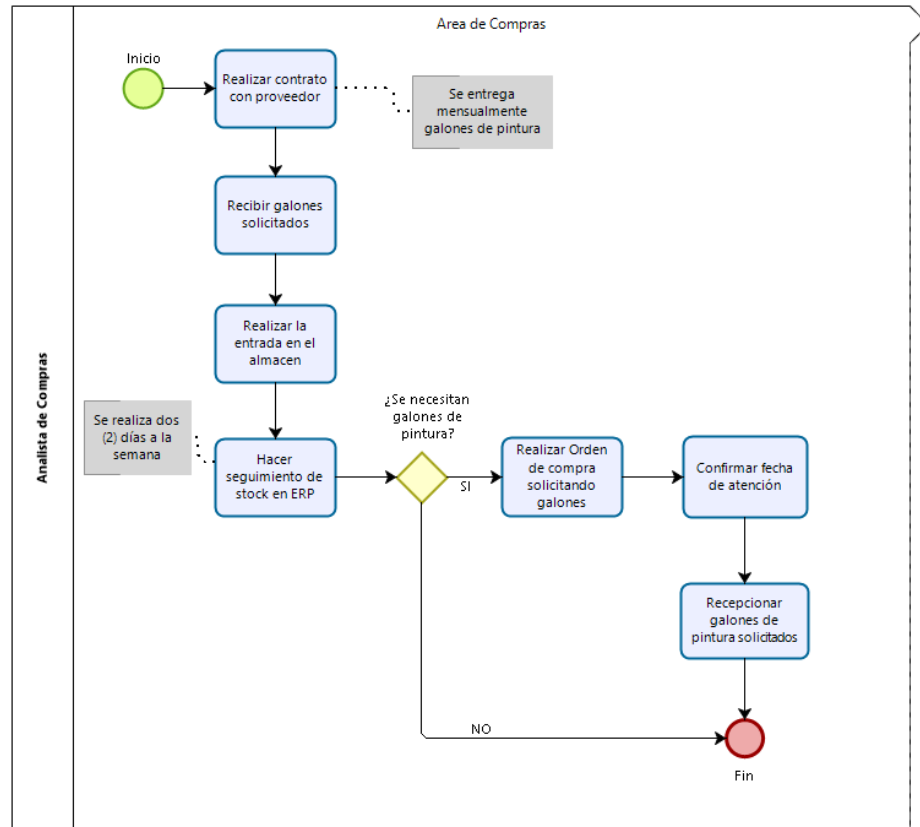 Area de Compras
Analista de Compras
Inicio
Realizar contrato
con proveedor
Se entrega
mensualmente
galones de pintura
Recibir galones
solicitados
Realizar la
entrada en el
almacen
Se realiza dos
(2) días a la
semana
Hacer
seguimiento de
stock en ERP
¿Se necesitan
galones de
pintura?
SI
Realizar Orden
de compra
solicitando
galones
Confirmar fecha
de atención
Recepcionar
galones de
pintura solicitados
NO
Fin